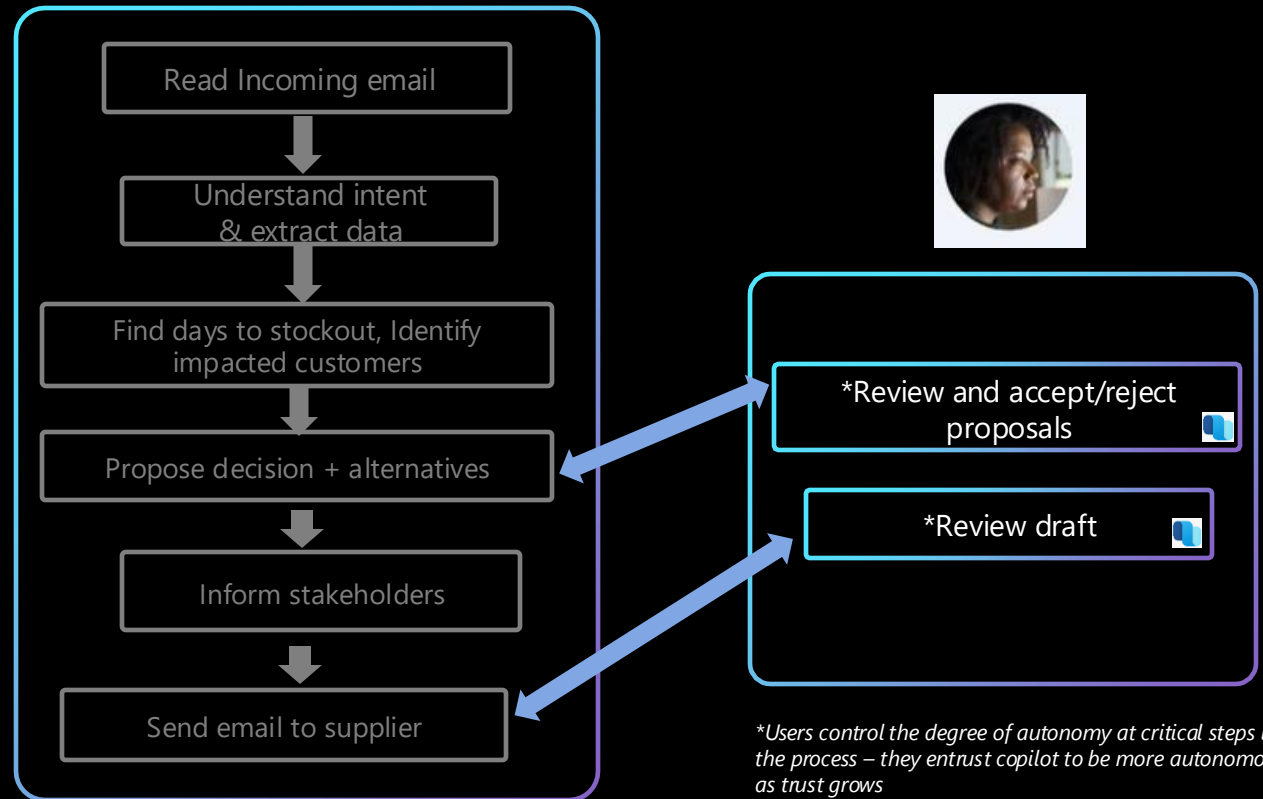 Read Incoming email
Understand intent
& extract data
Find days to stockout, Identify
impacted customers
Propose decision + alternatives
Inform stakeholders
Send email to supplier
*Review and accept/reject
proposals
*Review draft
*Users control the degree of autonomy at critical steps
the process – they entrust copilot to be more
as trust grows